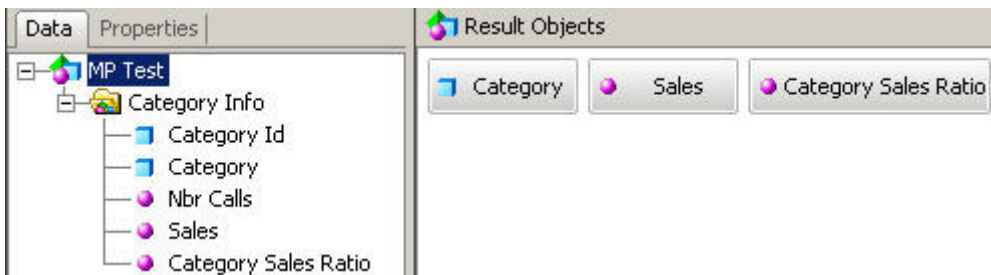 Data Properties
MP Test
Category Info
Category Id
Category
Nbr Calls
Sales
Category Sales Ratio
Result Objects
Category Sales Category Sales Ratio